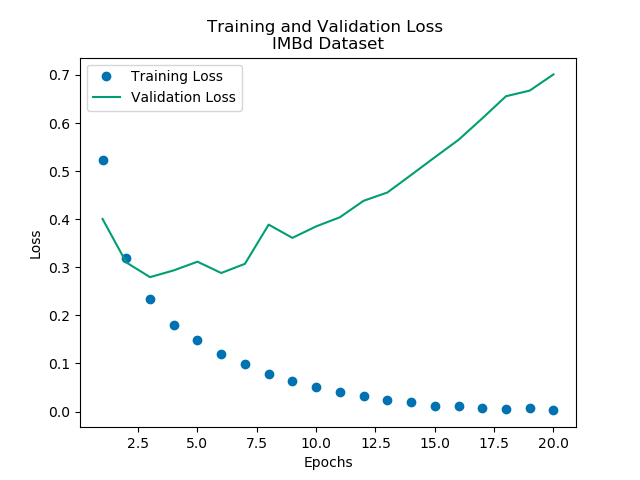 Training and Validation Loss
IMBd Dataset
Training Loss
Validation Loss
0.7
0.6
0.5
0.4
0.3
0.2
0.1
0.0
Loss
2.5
5.0
7.5
10.0
12.5
15.0
17.5
20.0
Epochs